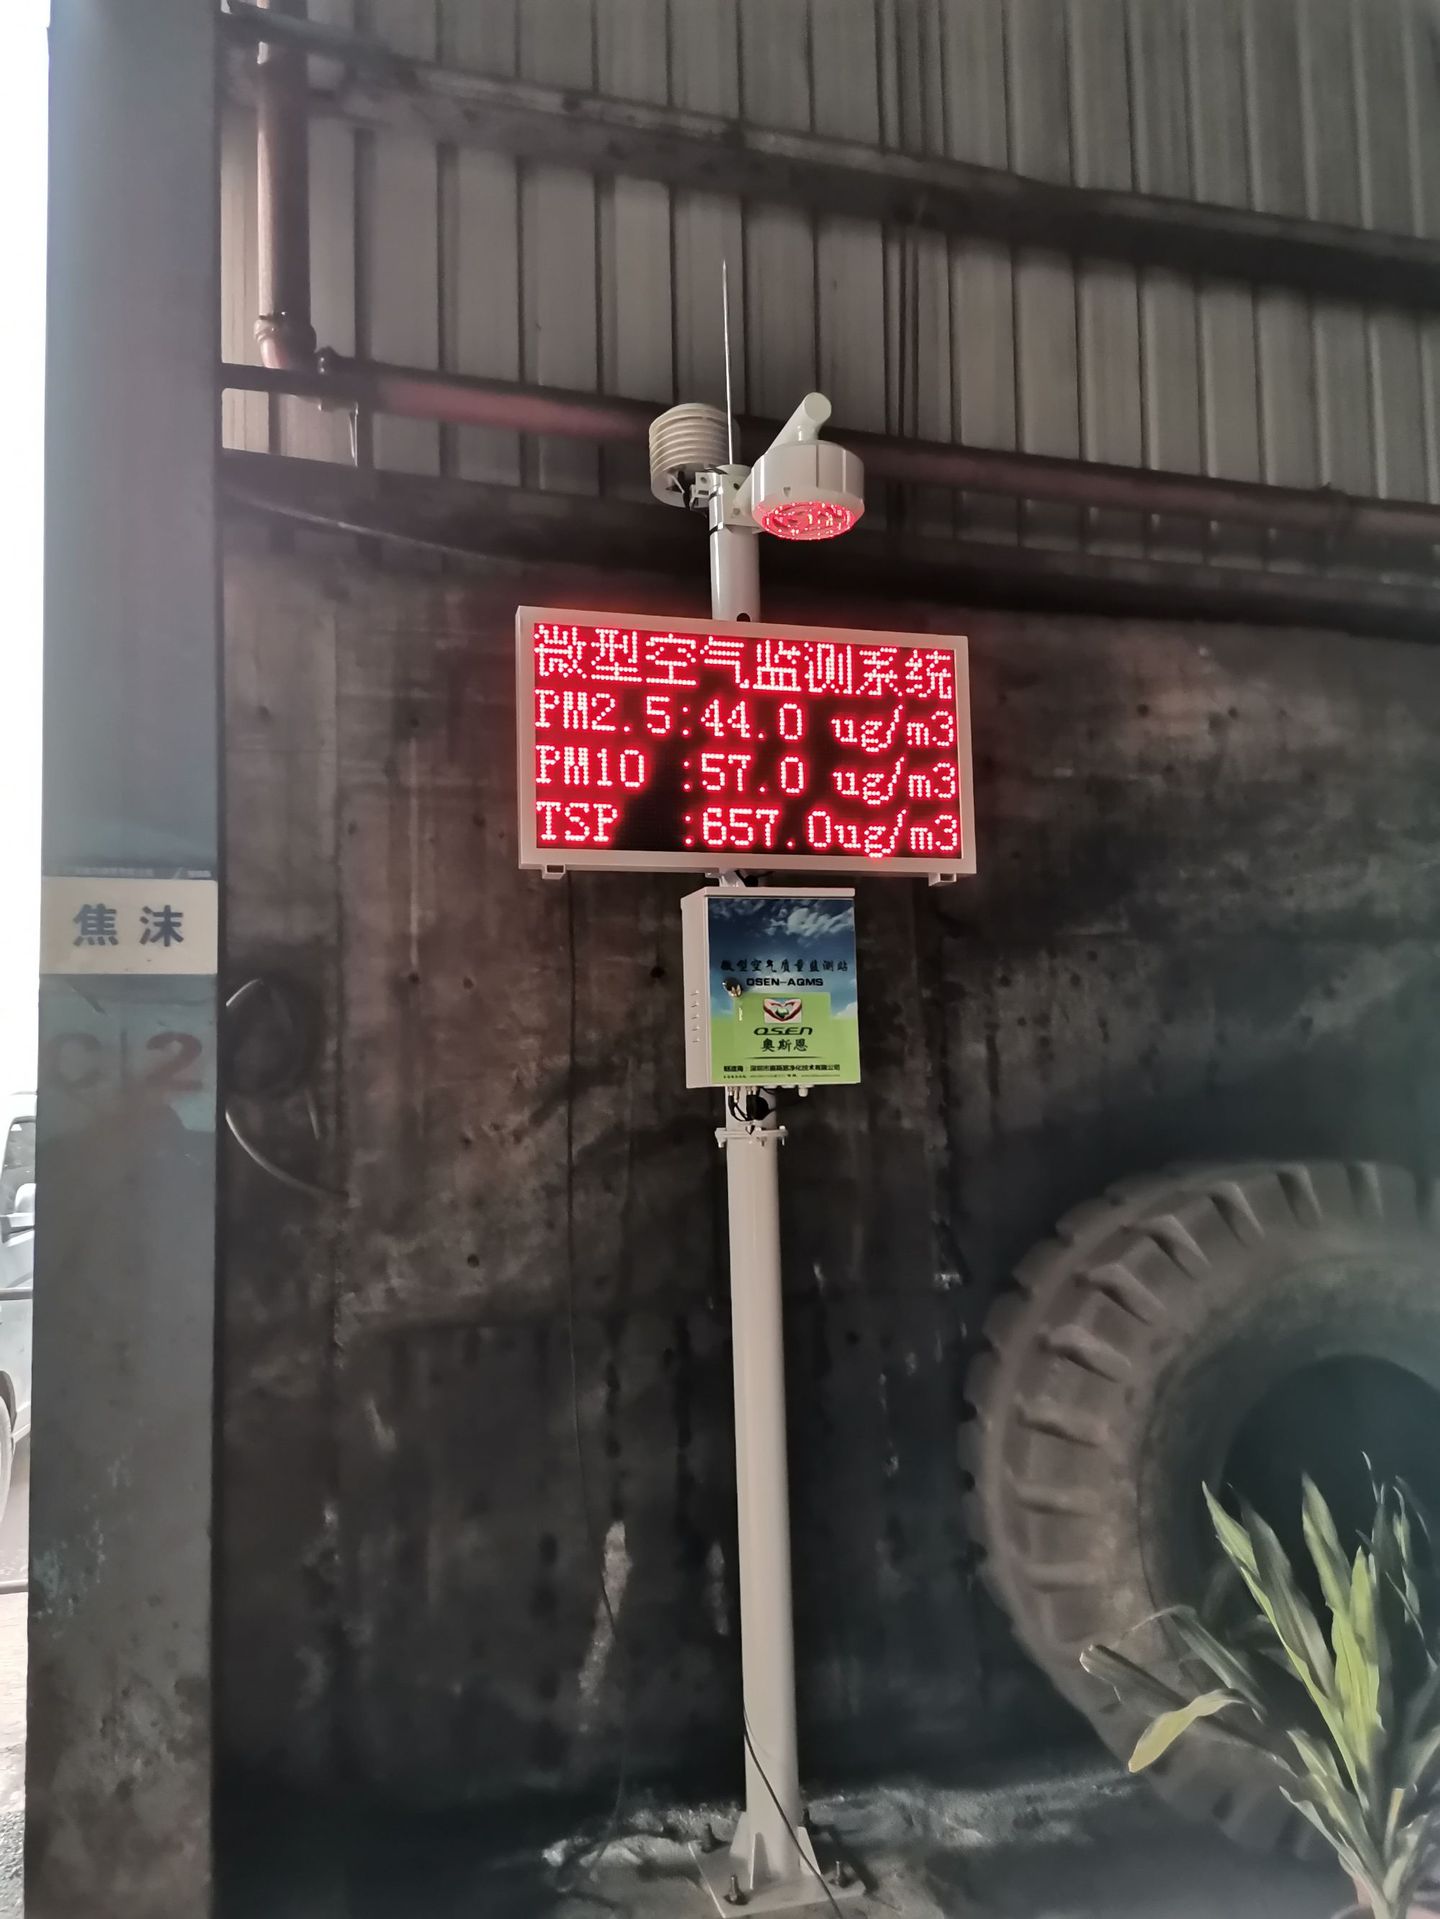 微型空气监测系统
PM2.5:44.0 ug/m3
PM10 :57.0 ug/m3
TSP :657.0ug/m3
焦沫
2
微型空气质量监测站
OSEN-AQMS
OSEN
奥斯恩